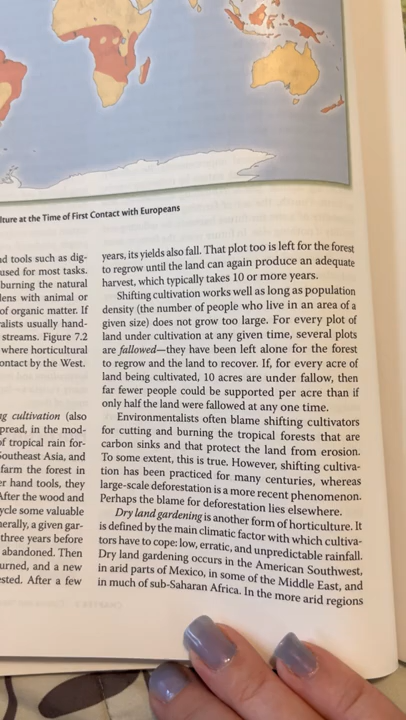 lture at the Time of First Contact with Europeans
nd tools such as dig-
used for most tasks.
burning the natural
lens with animal or
of organic matter. If
ralists usually hand-
streams. Figure 7.2
where horticultural
ontact by the West.
ng cultivation (also
pread, in the mod-
of tropical rain for-
Southeast Asia, and
farm the forest in
er hand tools, they
After the wood and
ycle some valuable
nerally, a given gar-
three years before
abandoned. Then
urned, and a new
sted. After a few
years, its yields also fall. That plot too is left for the forest
to regrow until the land can again produce an adequate
harvest, which typically takes 10 or more years.
Shifting cultivation works well as long as population
density (the number of people who live in an area of a
given size) does not grow too large. For every plot of
land under cultivation at any given time, several plots
are fallowed—they have been left alone for the forest
to regrow and the land to recover. If, for every acre of
land being cultivated, 10 acres are under fallow, then
far fewer people could be supported per acre than if
only half the land were fallowed at any one time.
Environmentalists often blame shifting cultivators
for cutting and burning the tropical forests that are
carbon sinks and that protect the land from erosion.
To some extent, this is true. However, shifting cultiva-
tion has been practiced for many centuries, whereas
large-scale deforestation is a more recent phenomenon.
Perhaps the blame for deforestation lies elsewhere.
Dry land gardening is another form of horticulture. It
is defined by the main climatic factor with which cultiva-
tors have to cope: low, erratic, and unpredictable rainfall.
Dry land gardening occurs in the American Southwest,
in arid parts of Mexico, in some of the Middle East, and
in much of sub-Saharan Africa. In the more arid regions